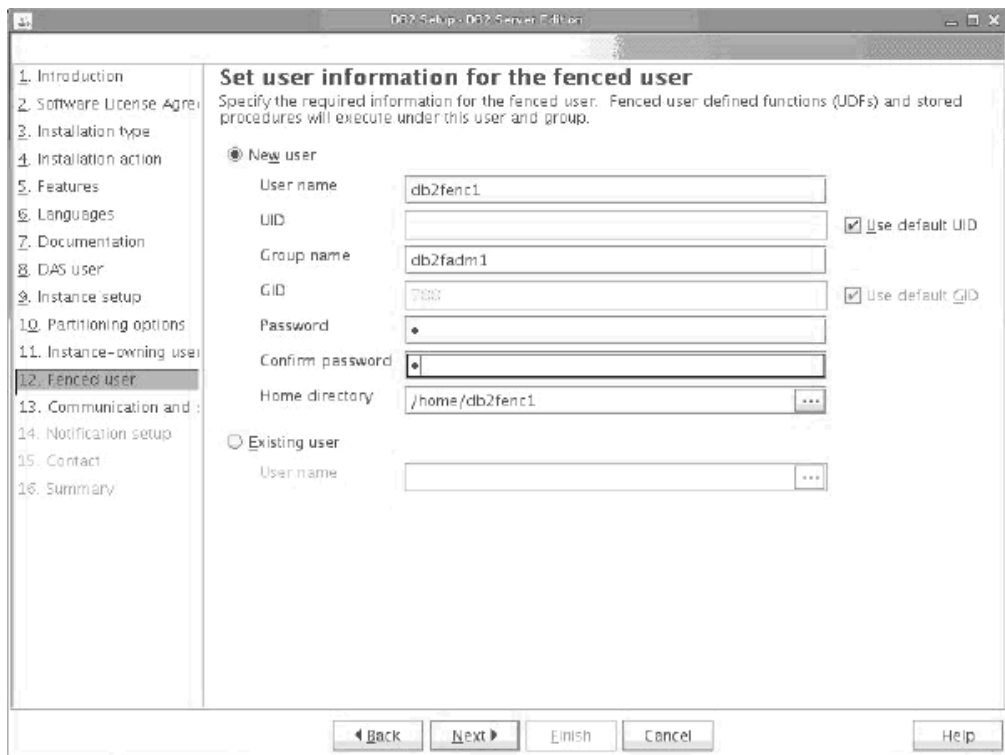 DB2 Setup - DB2 Server Edition
1. Introduction
2. Software License Agre
3. Installation type
4. Installation action
5. Features
6. Languages
7. Documentation
8. DAS user
9. Instance setup
10. Partitioning options
11. Instance-owning user
12. Fenced user
13. Communication and
14. Notification setup
15. Contact
16. Summary
Set user information for the fenced user
Specify the required information for the fenced user. Fenced user defined functions (UDFs) and stored
procedures will execute under this user and group.
New user
User name db2fenc1
UID Use default UID
Group name db2fadm1
GID Use default GID
Password •
Confirm password •
Home directory /home/db2fenc1 ...
Existing user
User name ...
Back Next Finish Cancel Help